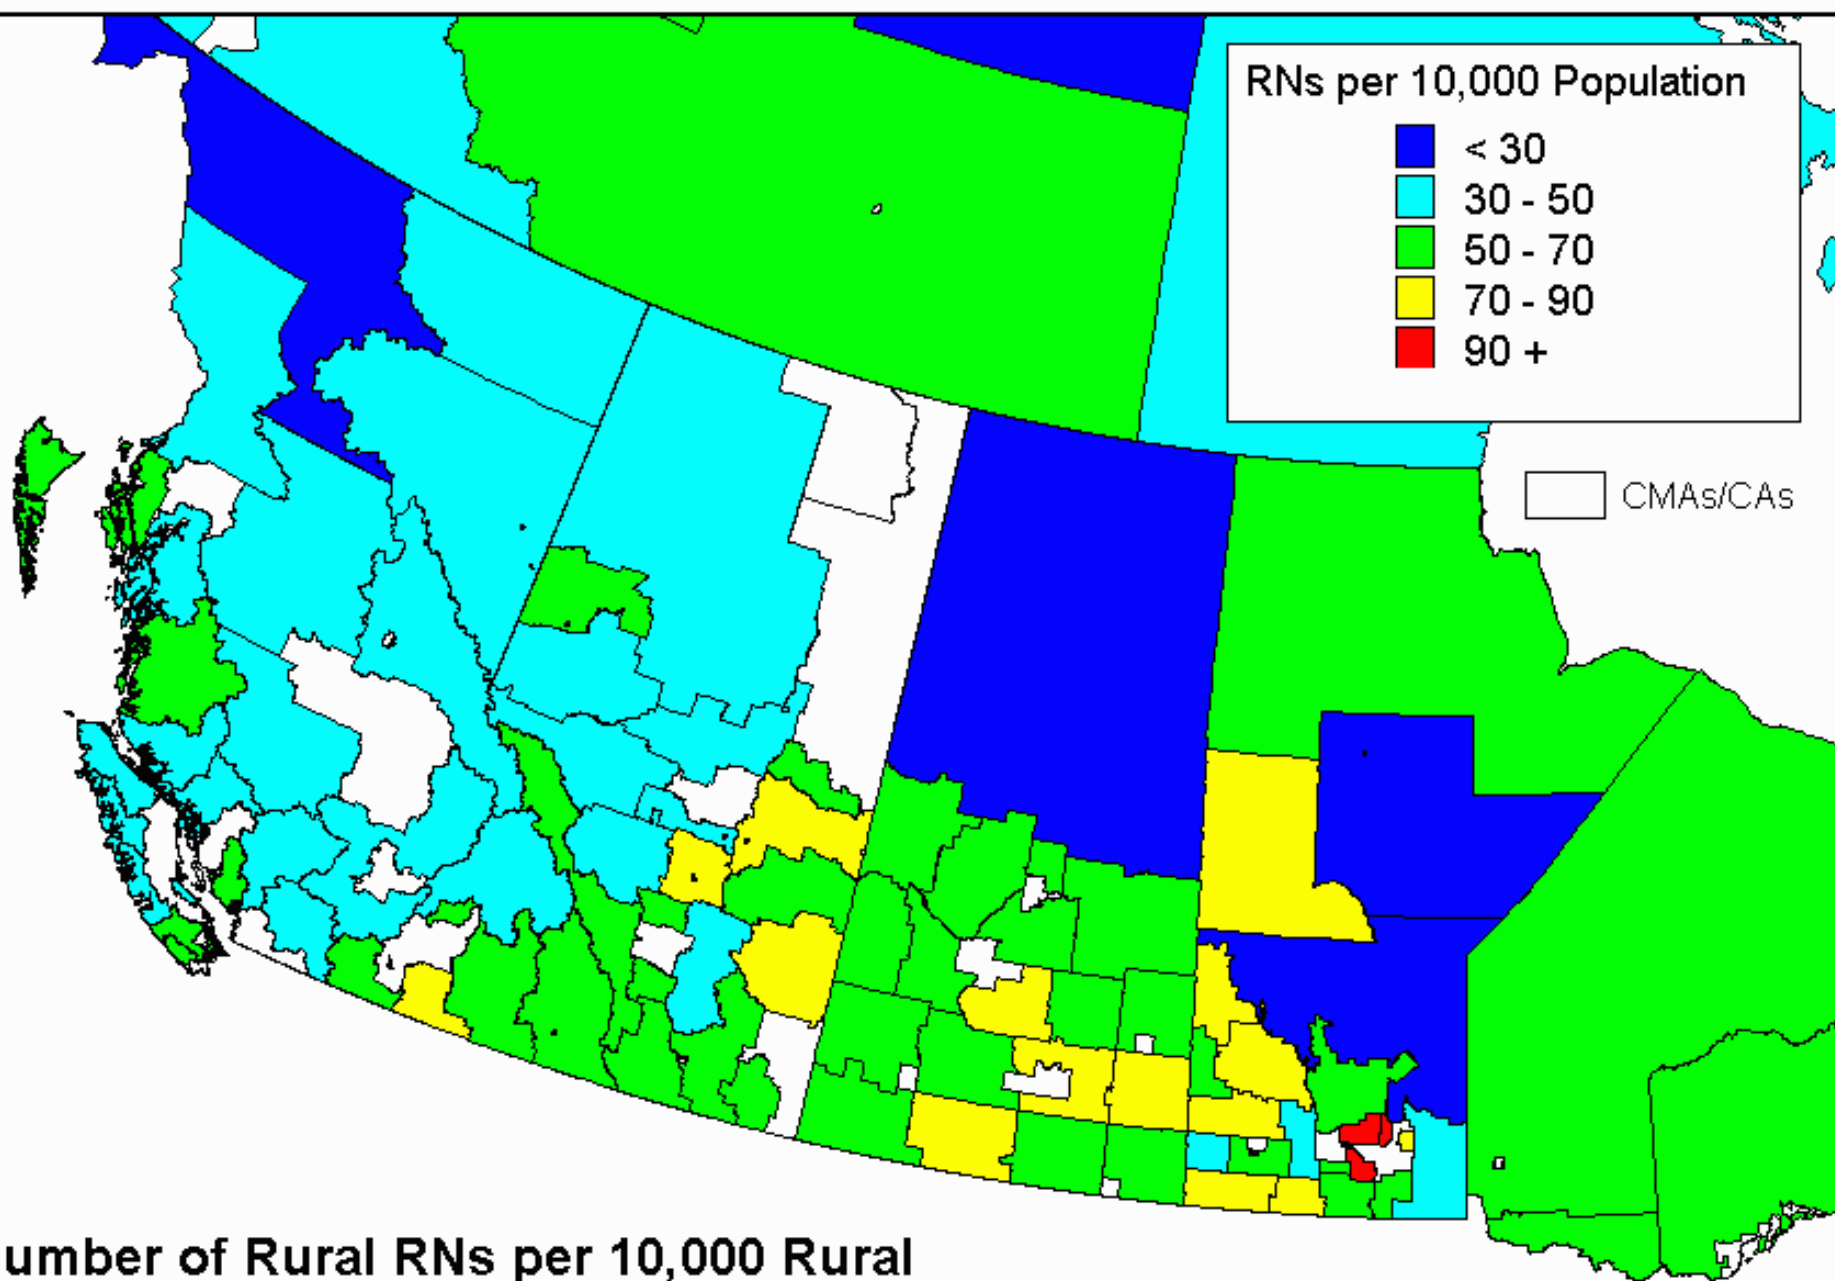 RNs per 10,000 Population
< 30
30 - 50
50 - 70
70 - 90
90 +
CMAs/CAs
umber of Rural RNs per 10,000 Rural